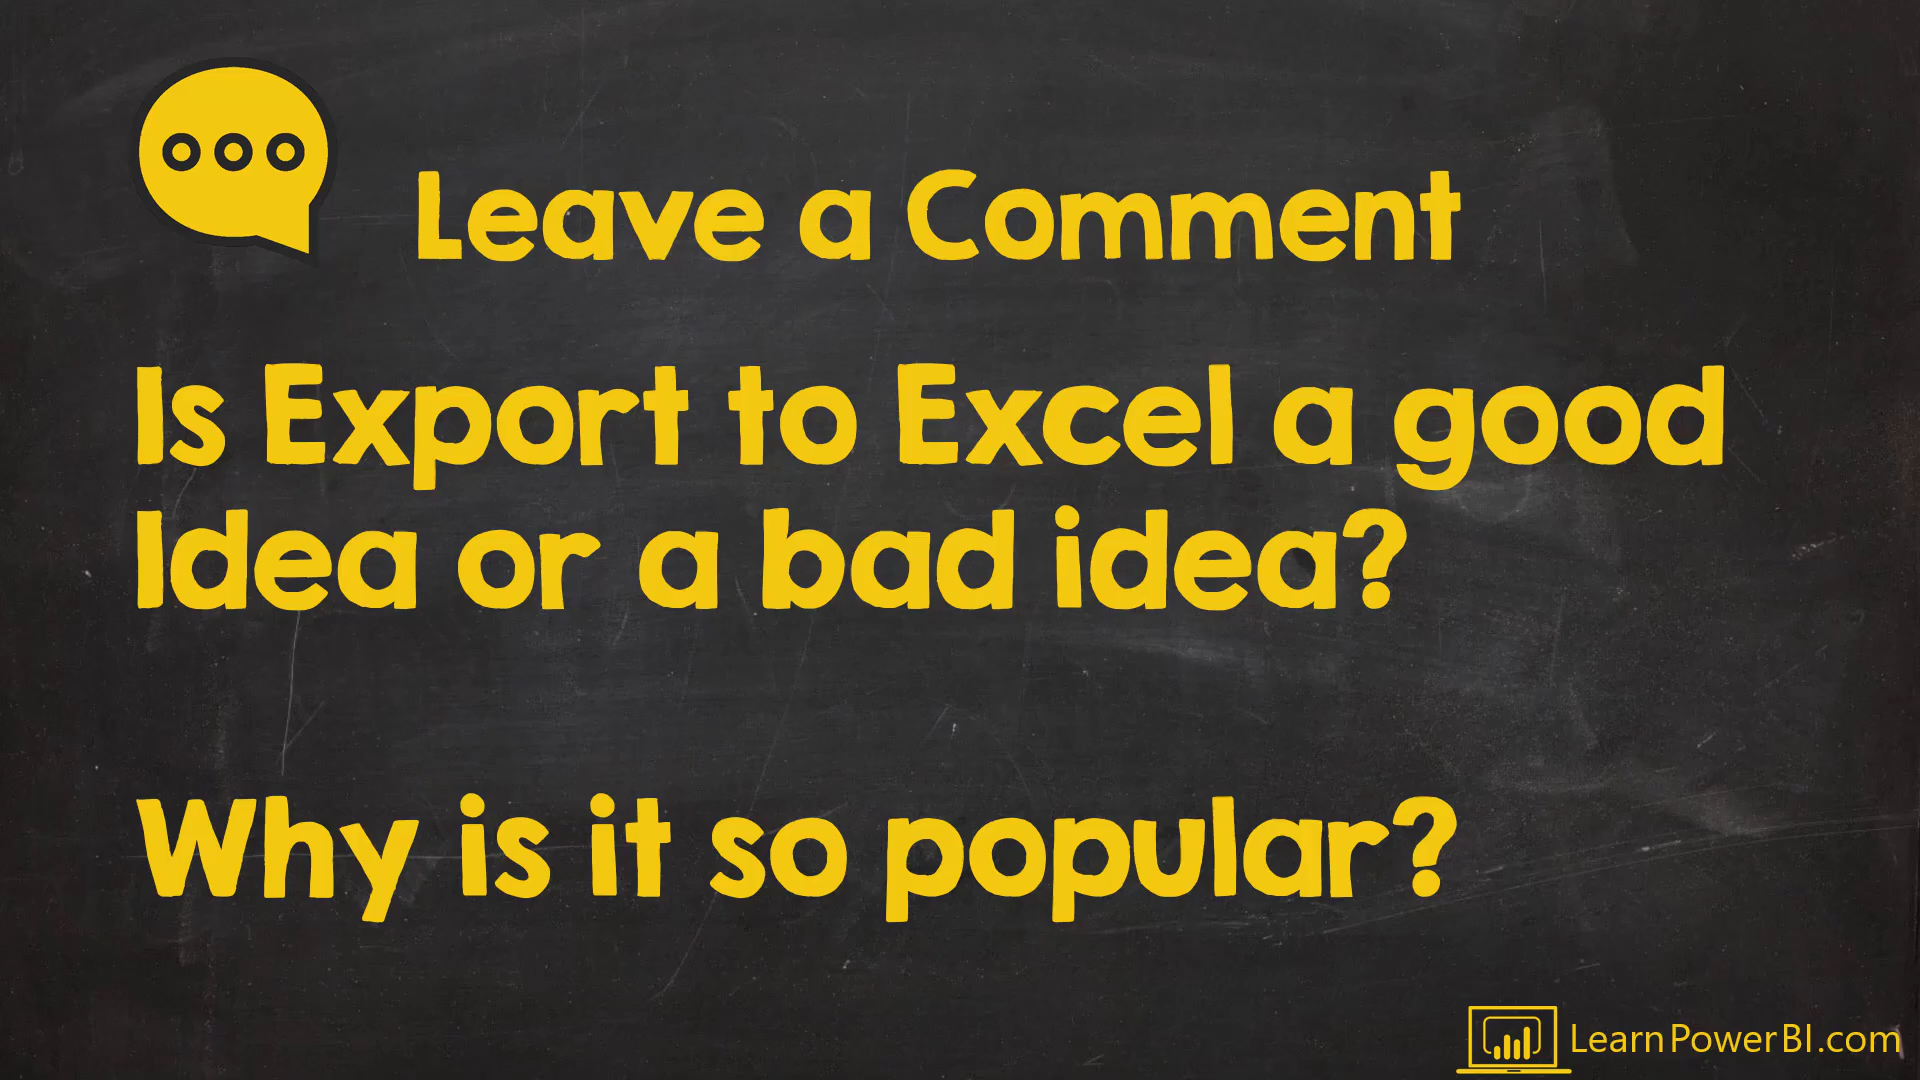 Leave a Comment
Is Export to Excel a good
Idea or a bad idea?
Why is it so popular?
LearnPowerBI.com